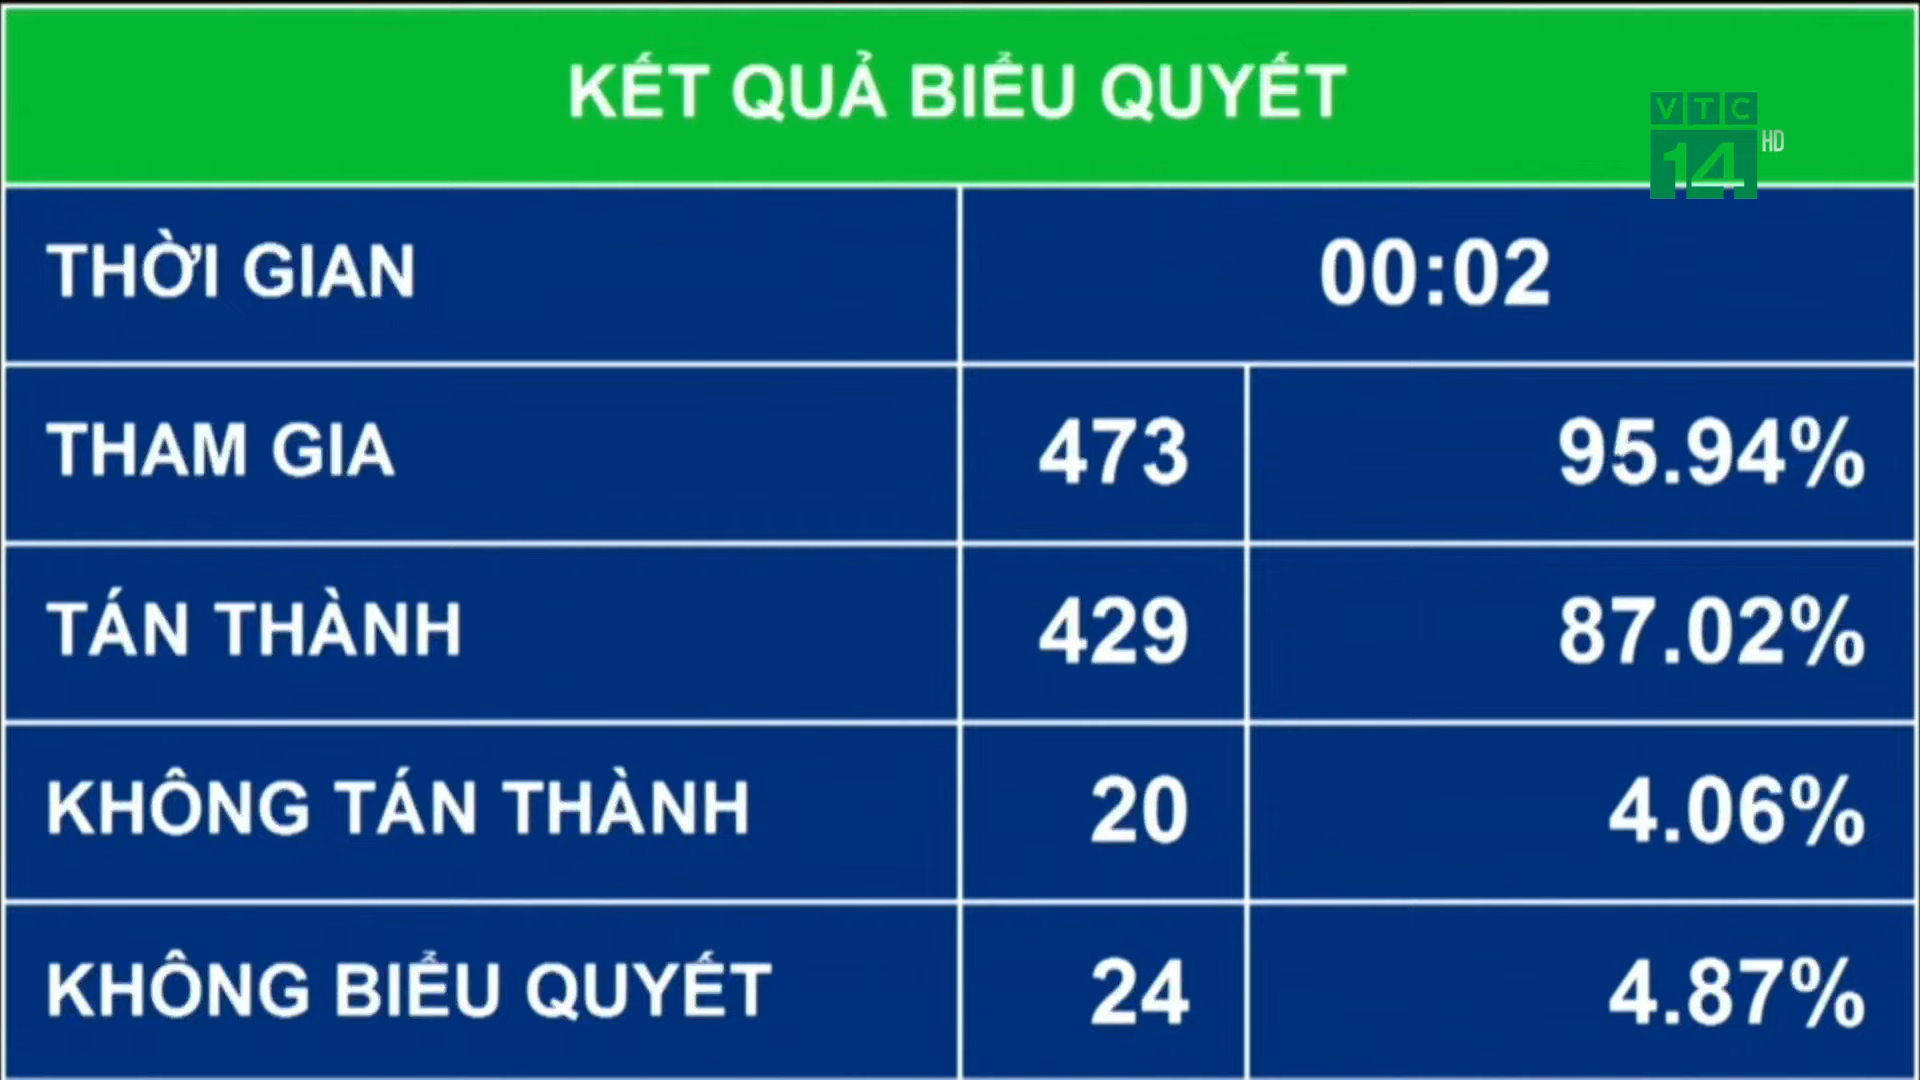 KẾT QUẢ BIỂU QUYẾT
VTC
14 HD
THỜI GIAN 00:02
THAM GIA 473 95.94%
TÁN THÀNH 429 87.02%
KHÔNG TÁN THÀNH 20 4.06%
KHÔNG BIỂU QUYẾT 24 4.87%